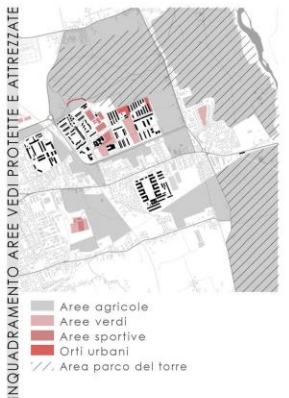 INQUADRAMENTO AREE VEDI PROTETTE E ATTREZZATE
Aree agricole
Aree verdi
Aree sportive
Orti urbani
Area parco del torre